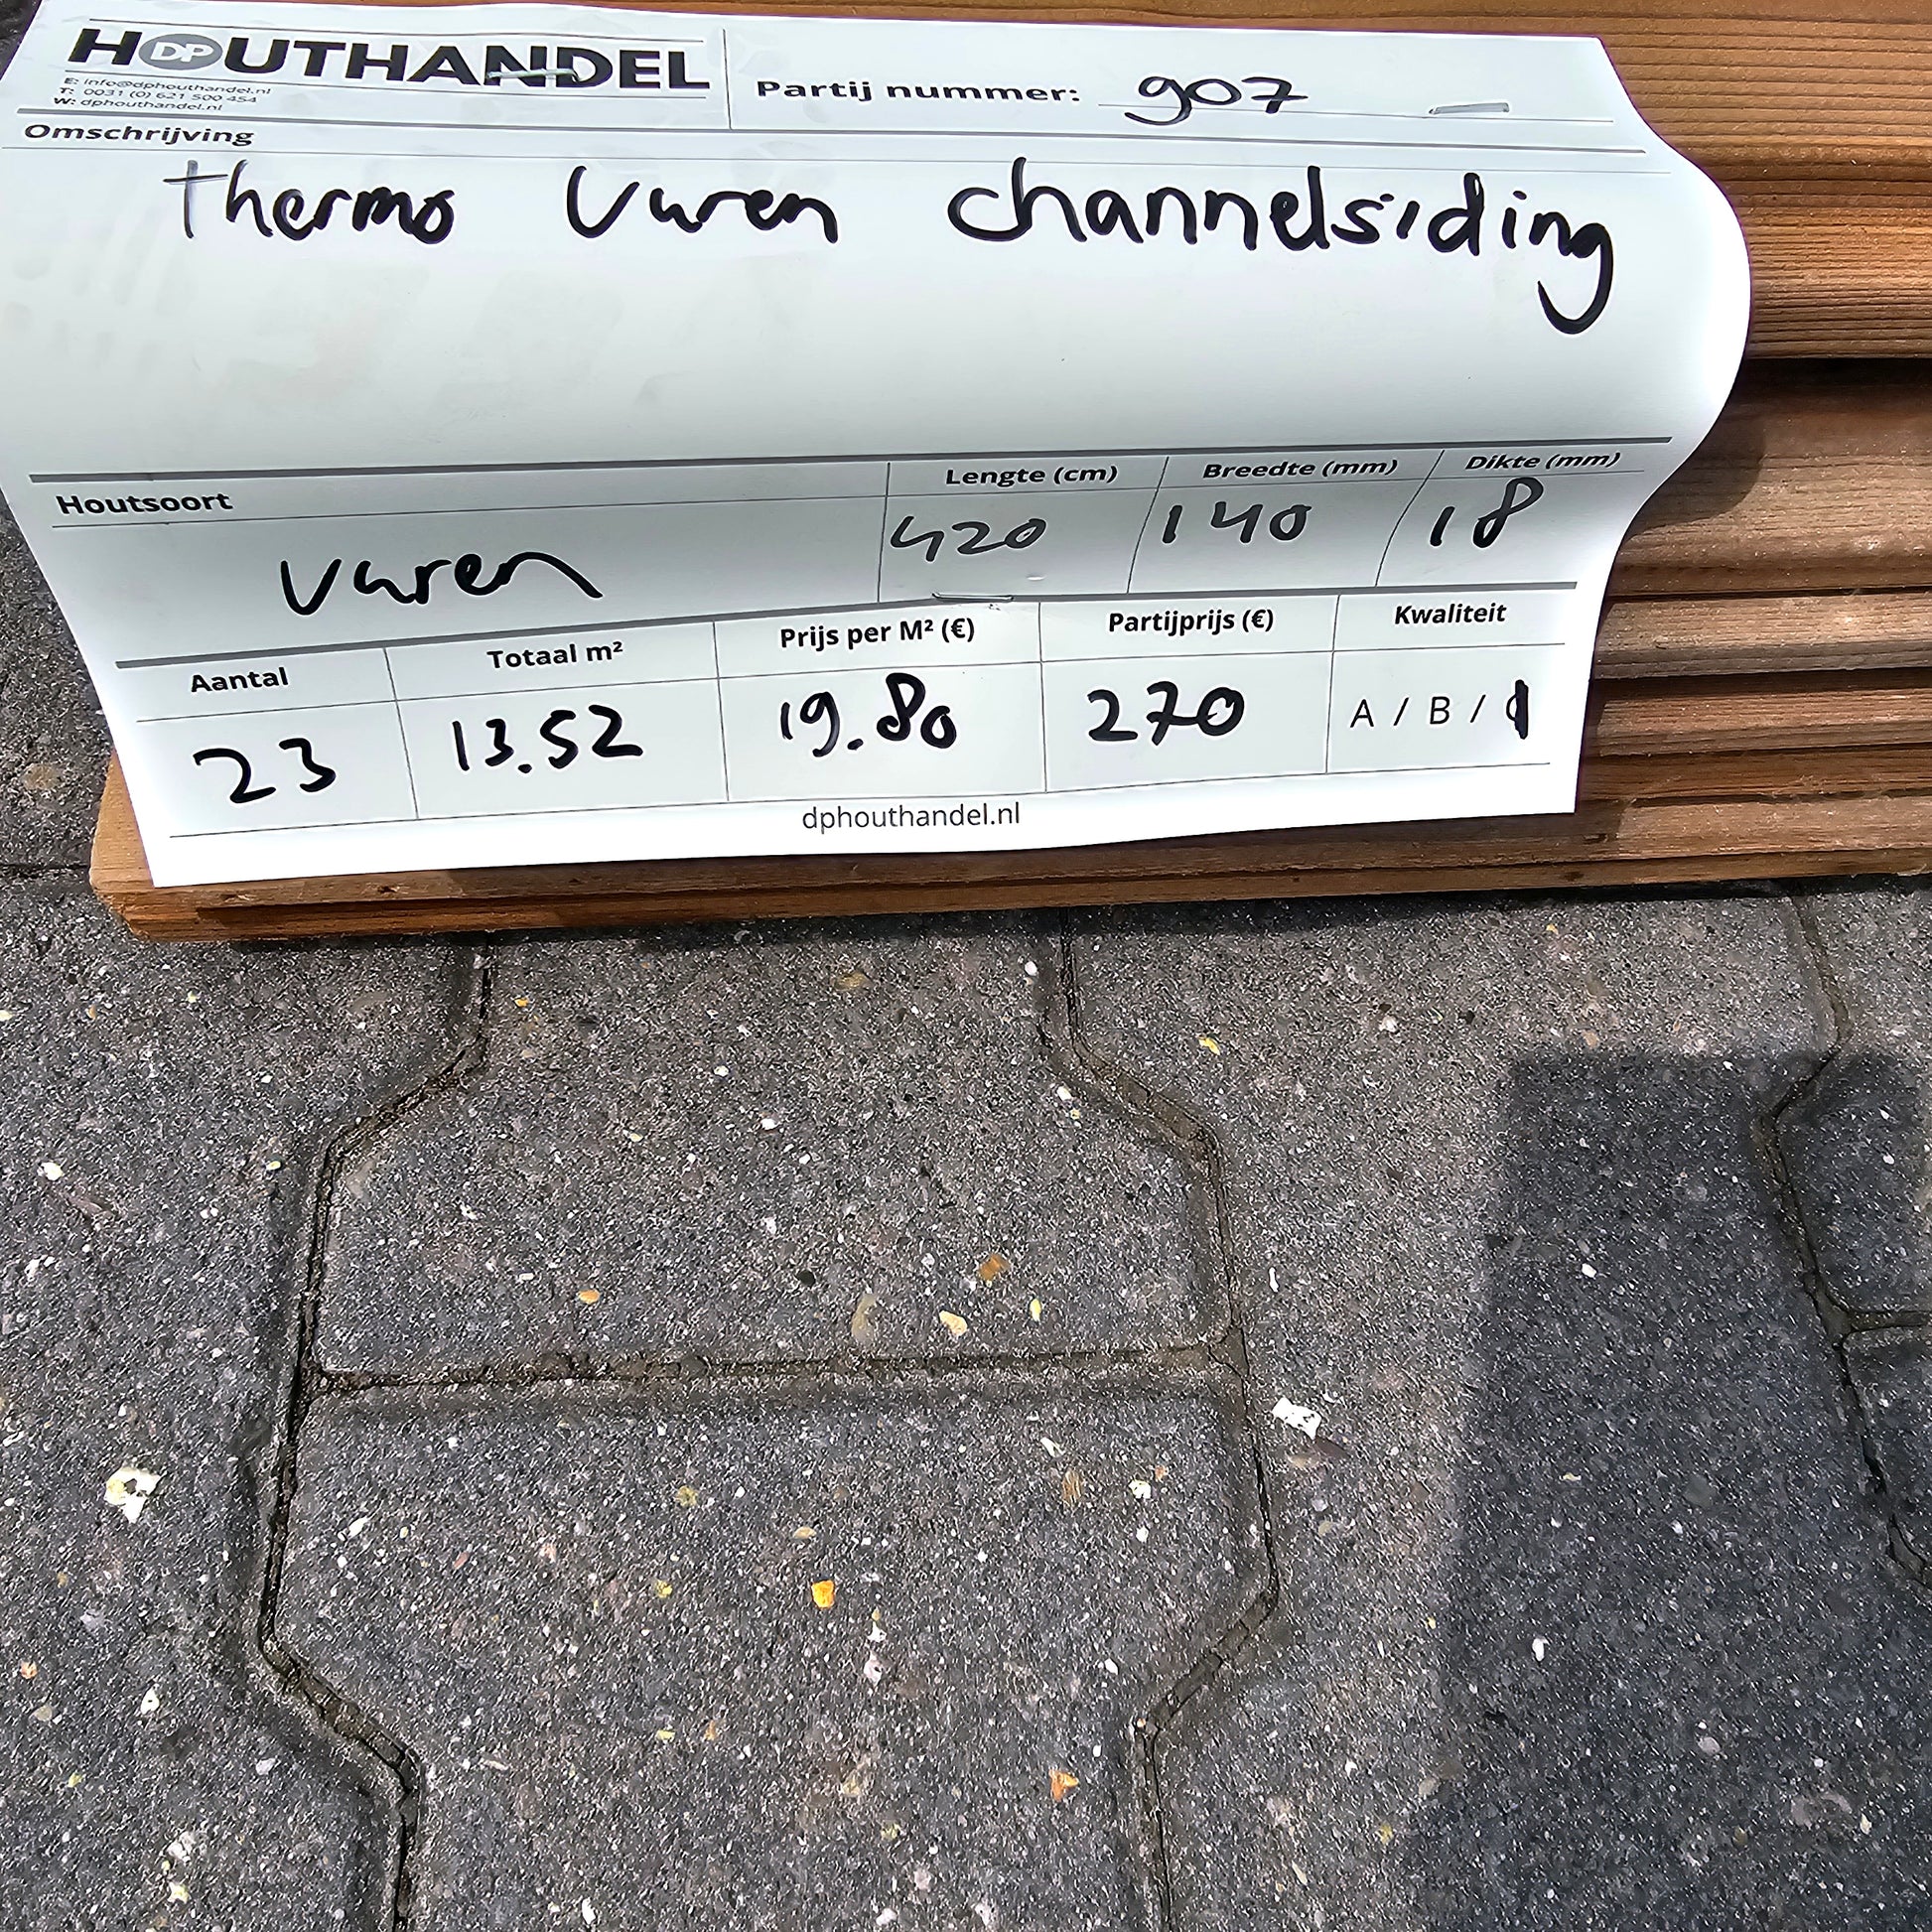 HOUTHANDEL
DP
E: info@dphouthandel.nl
T: 0031 (0) 621 500 454
W: dphouthandel.nl
Partij nummer: 907
Omschrijving
thermo vuren channelsiding
Houtsoort
Lengte (cm)
Breedte (mm)
Dikte (mm)
vuren
420
140
18
Aantal
Totaal m²
Prijs per M² (€)
Partijprijs (€)
Kwaliteit
23
13.52
19.80
270
A / B /
dphouthandel.nl